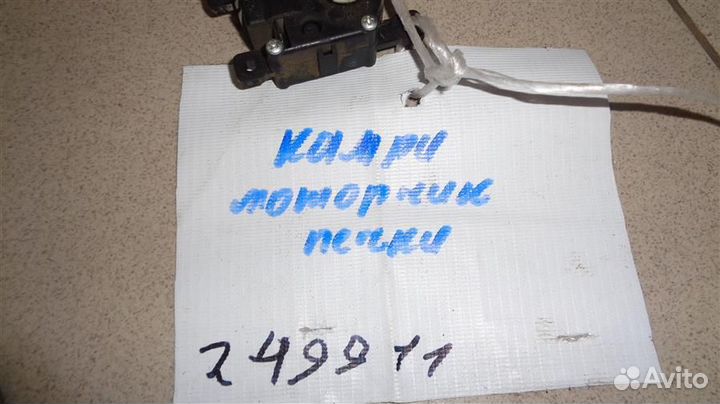 камри
моторчик
печки
249911
Avito